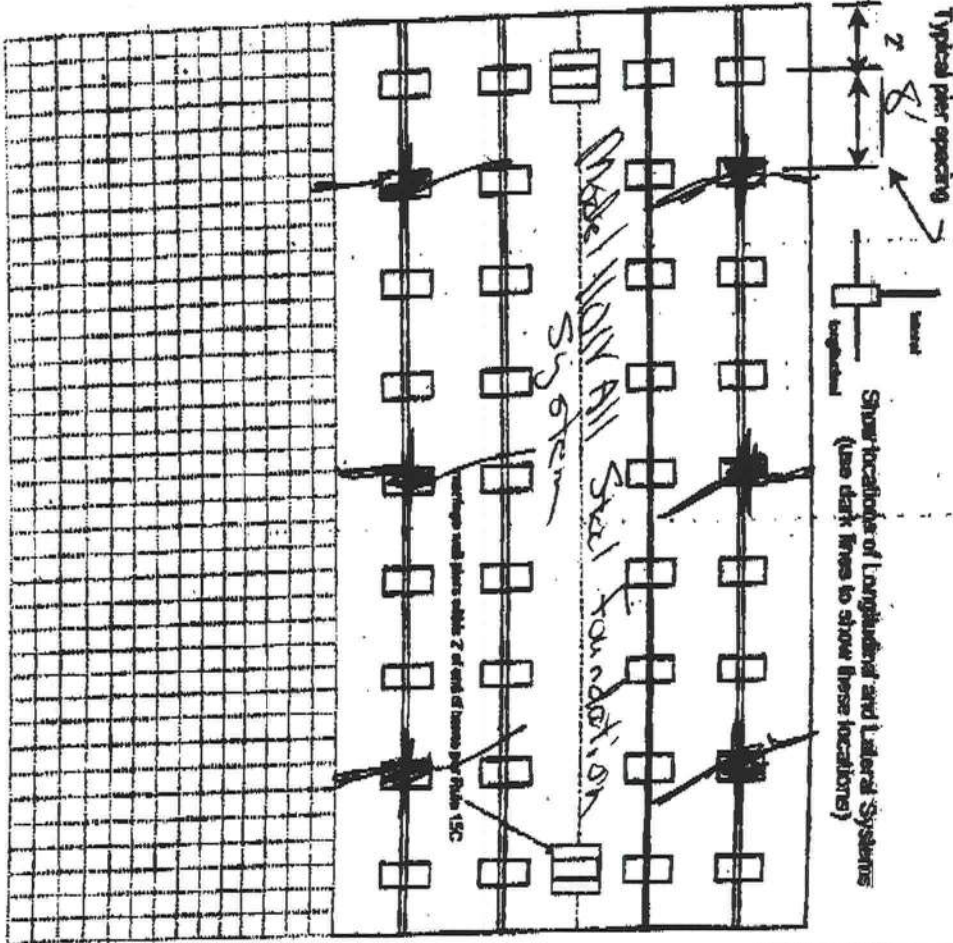 Typical pier spacing
2'
8'
lateral
longitudinal
Show locations of Longitudinal and Lateral Systems
(use dark lines to show these locations)
Model 1101V All Steel Foundation
System
marriage wall piers within 2' of end of home per Rule 15C